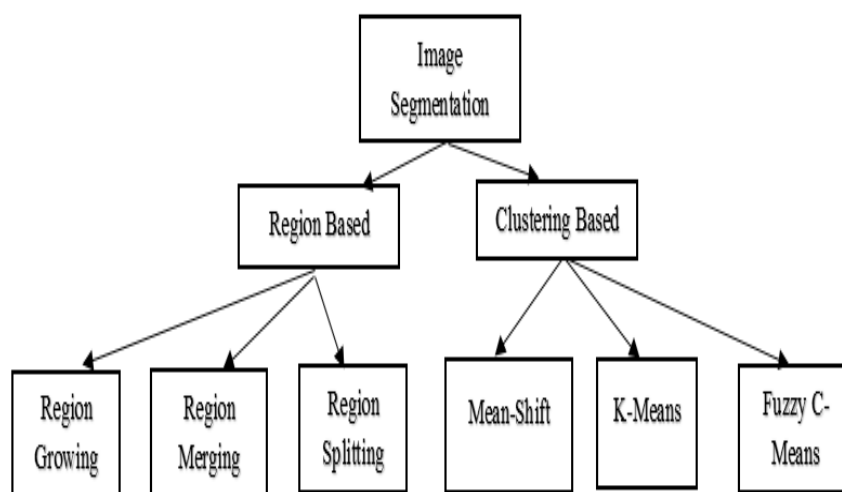 Image
Segmentation
Region Based
Clustering Based
Region
Growing
Region
Merging
Region
Splitting
Mean-Shift
K-Means
Fuzzy C-
Means